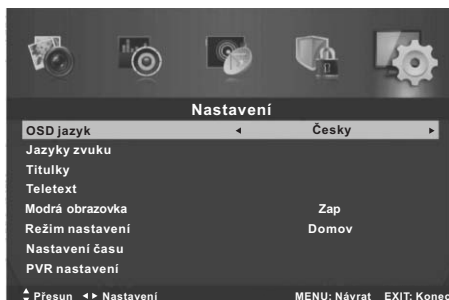 Nastavení
OSD jazyk Česky
Jazyky zvuku
Titulky
Teletext
Modrá obrazovka Zap
Režim nastavení Domov
Nastavení času
PVR nastavení
Přesun Nastavení MENU: Návrat EXIT: Konec